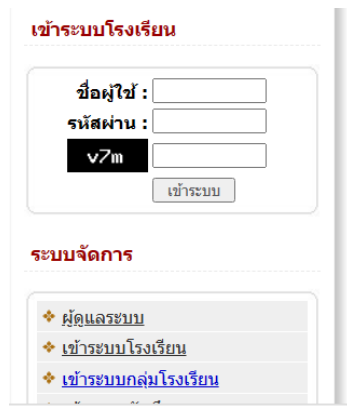 เข้าระบบโรงเรียน
ชื่อผู้ใช้ :
รหัสผ่าน :
v7m
เข้าระบบ
ระบบจัดการ
ผู้ดูแลระบบ
เข้าระบบโรงเรียน
เข้าระบบกลุ่มโรงเรียน